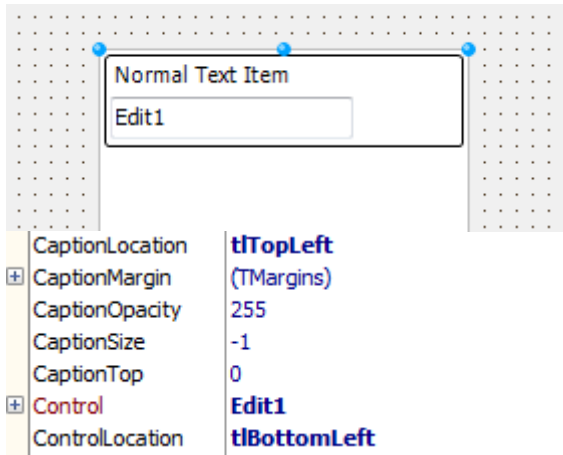 Normal Text Item
Edit1
CaptionLocation tlTopLeft
CaptionMargin (TMargins)
CaptionOpacity 255
CaptionSize -1
CaptionTop 0
Control Edit1
ControlLocation tlBottomLeft